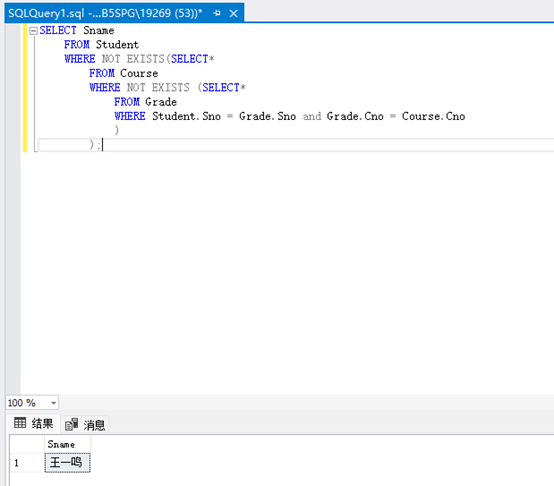 SQLQuery1.sql -...B5SPG\19269 (53))*
SELECT Sname
FROM Student
WHERE NOT EXISTS(SELECT*
FROM Course
WHERE NOT EXISTS (SELECT*
FROM Grade
WHERE Student.Sno = Grade.Sno and Grade.Cno = Course.Cno
)
);
100 %
结果 消息
Sname
1 王一鸣